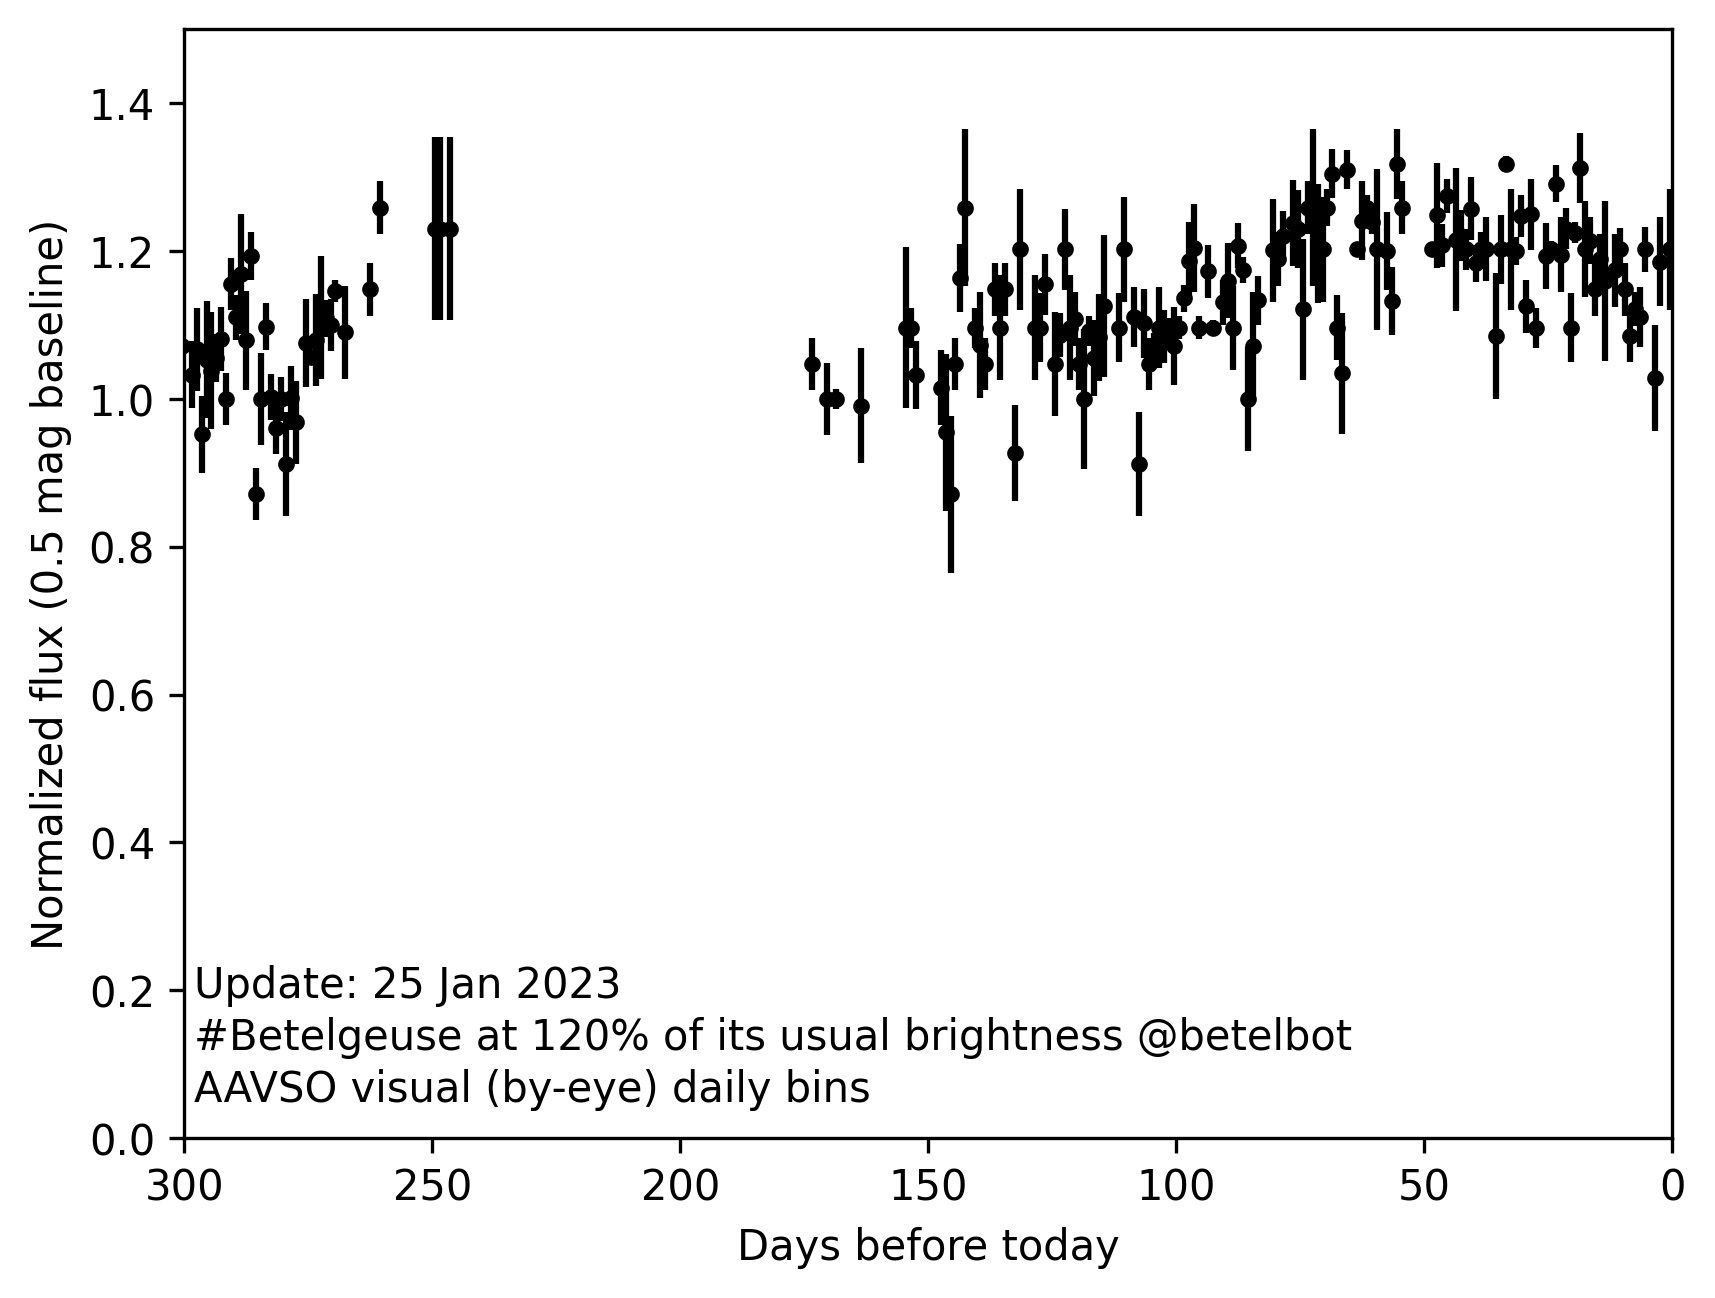 1.4
1.2
1.0
0.8
0.6
0.4
0.2
0.0
Normalized flux (0.5 mag baseline)
Update: 25 Jan 2023
#Betelgeuse at 120% of its usual brightness @betelbot
AAVSO visual (by-eye) daily bins
300 250 200 150 100 50 0
Days before today